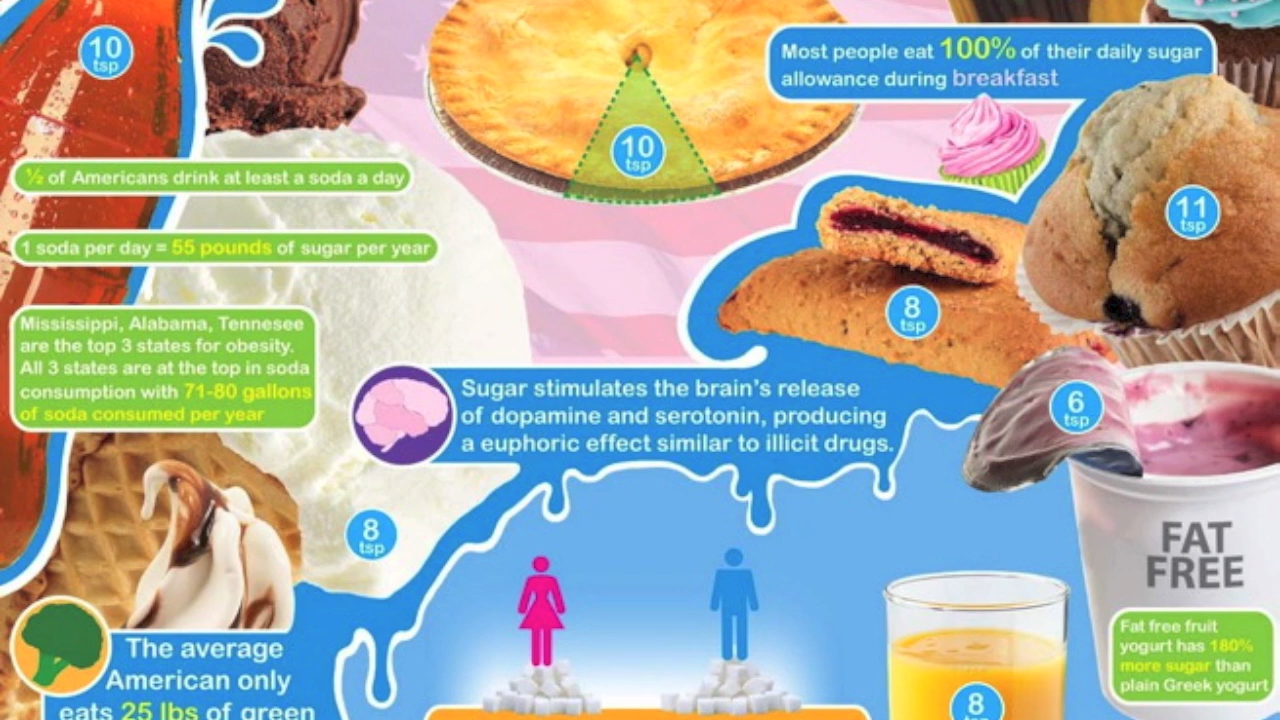 10
tsp
10
tsp
Most people eat 100% of their daily sugar
allowance during breakfast
½ of Americans drink at least a soda a day
11
tsp
1 soda per day = 55 pounds of sugar per year
8
tsp
Mississippi, Alabama, Tennesee
are the top 3 states for obesity.
All 3 states are at the top in soda
consumption with 71-80 gallons
of soda consumed per year
Sugar stimulates the brain's release
of dopamine and serotonin, producing
a euphoric effect similar to illicit drugs.
6
tsp
8
tsp
FAT
FREE
Fat free fruit
yogurt has 180%
more sugar than
plain Greek yogurt
The average
American only
eats 25 lbs of green
8
tsp